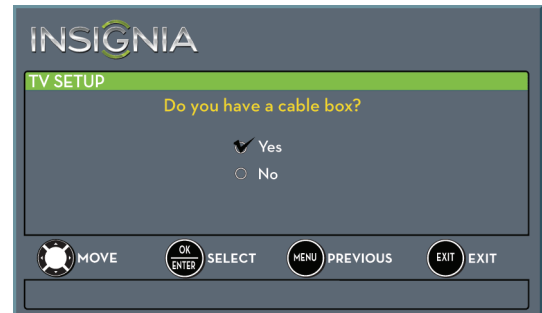 INSIGNIA
TV SETUP
Do you have a cable box?
Yes
No
MOVE OK ENTER SELECT MENU PREVIOUS EXIT EXIT